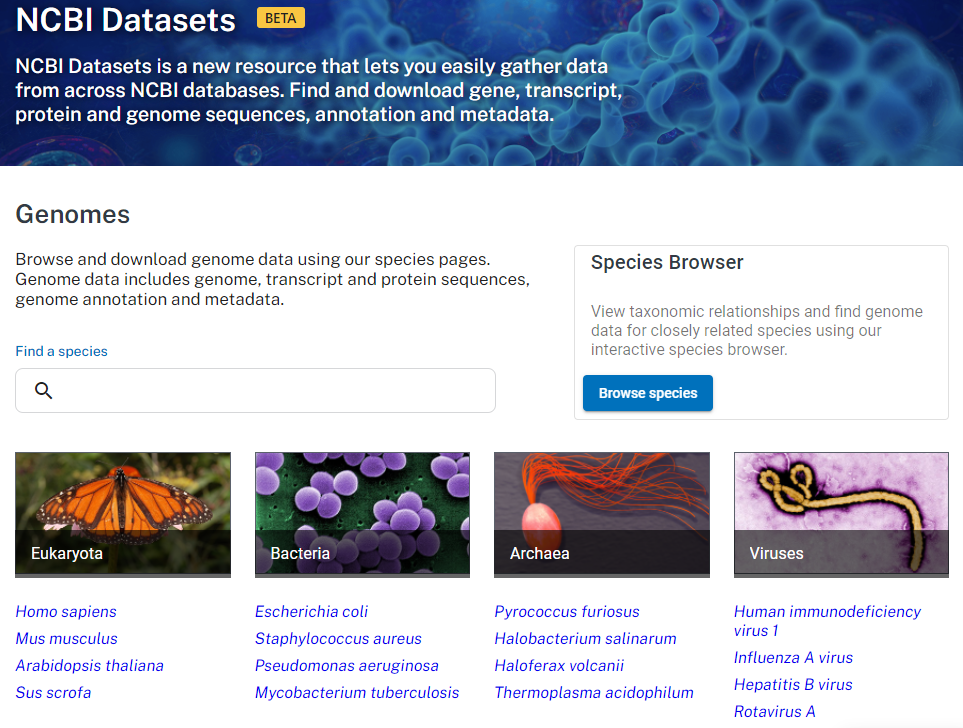 NCBI Datasets BETA
NCBI Datasets is a new resource that lets you easily gather data
from across NCBI databases. Find and download gene, transcript,
protein and genome sequences, annotation and metadata.
Genomes
Browse and download genome data using our species pages.
Genome data includes genome, transcript and protein sequences,
genome annotation and metadata.
Find a species
Species Browser
View taxonomic relationships and find genome
data for closely related species using our
interactive species browser.
Browse species
Eukaryota
Homo sapiens
Mus musculus
Arabidopsis thaliana
Sus scrofa
Bacteria
Escherichia coli
Staphylococcus aureus
Pseudomonas aeruginosa
Mycobacterium tuberculosis
Archaea
Pyrococcus furiosus
Halobacterium salinarum
Haloferax volcanii
Thermoplasma acidophilum
Viruses
Human immunodeficiency
virus 1
Influenza A virus
Hepatitis B virus
Rotavirus A